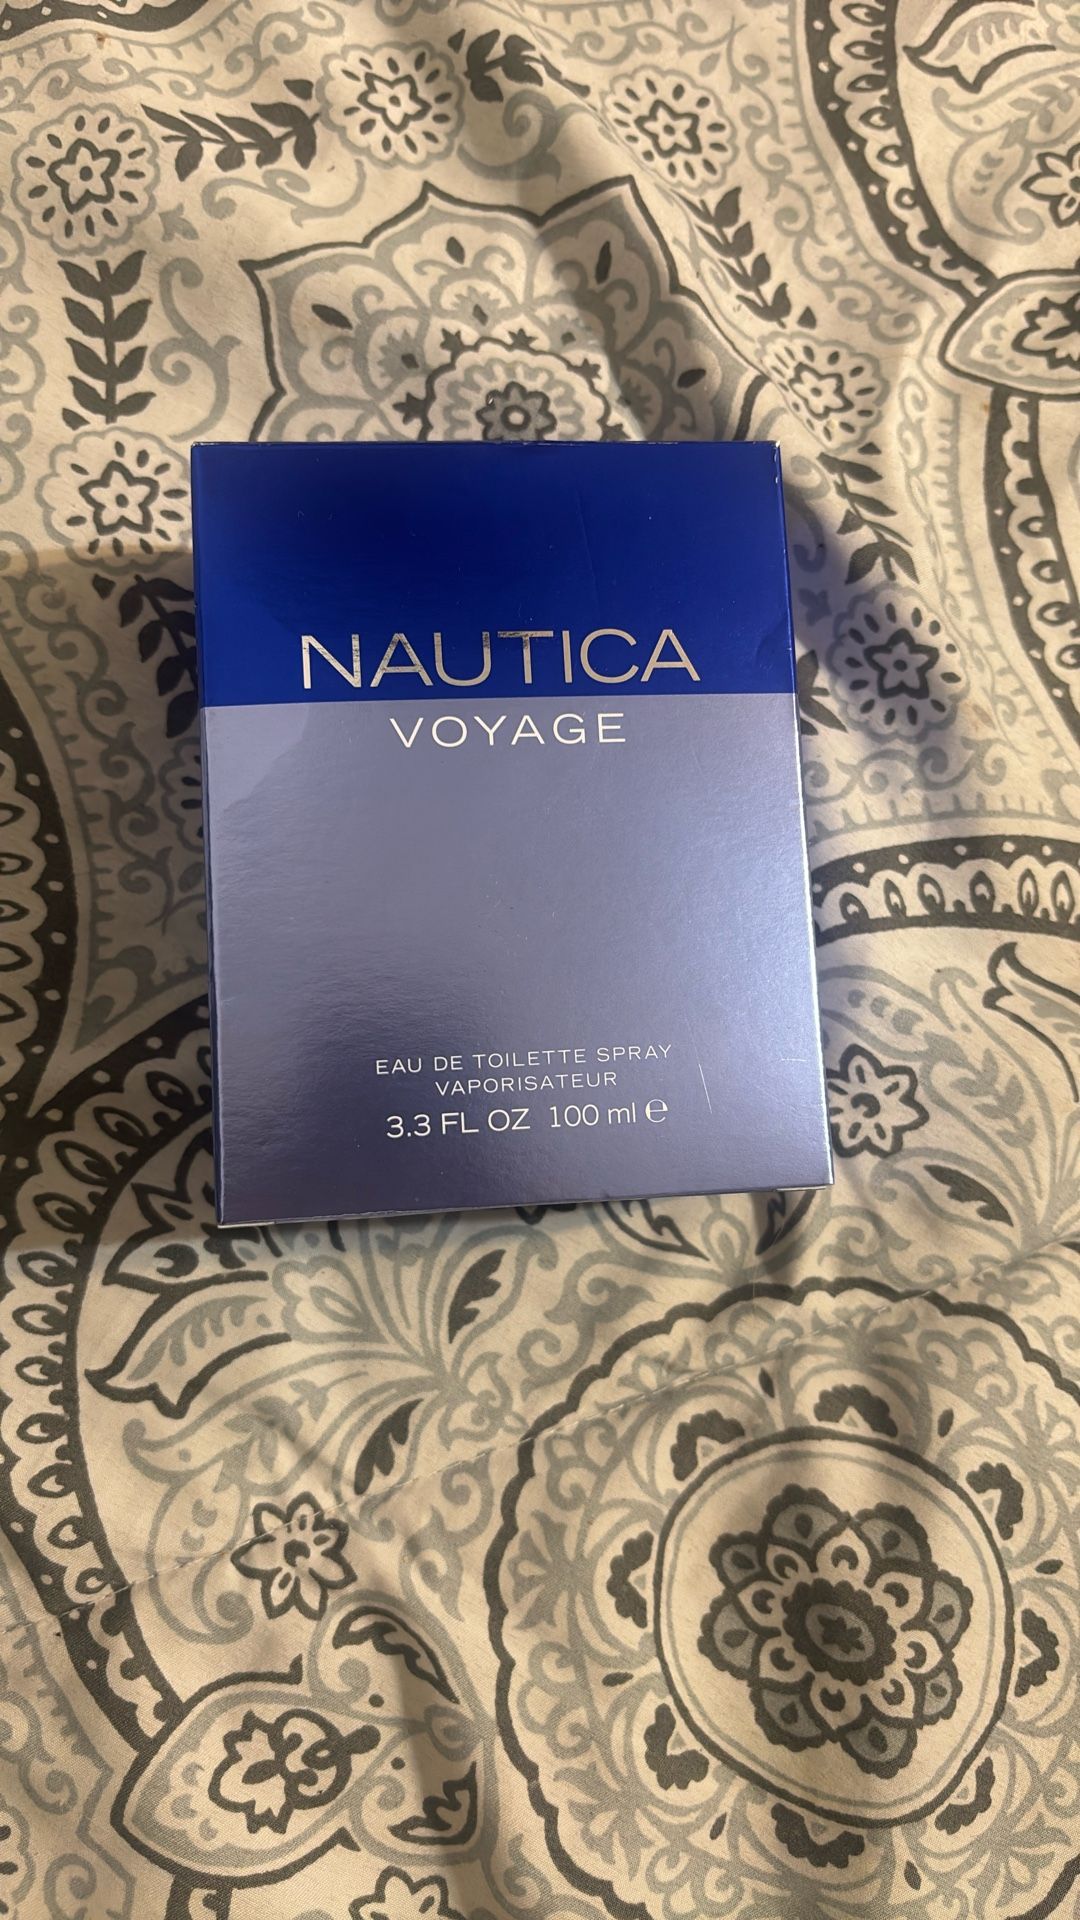 NAUTICA
VOYAGE
EAU DE TOILETTE SPRAY
VAPORISATEUR
3.3 FL OZ 100 ml ℮